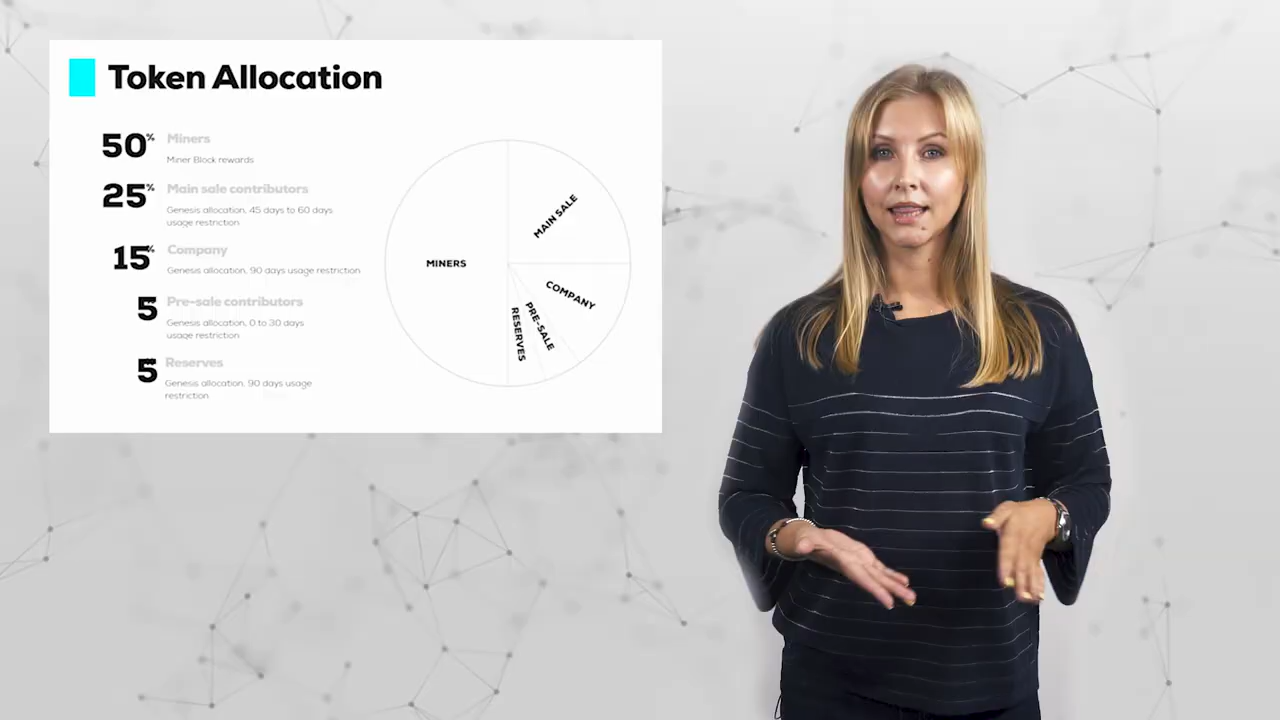 Token Allocation
50%
Miners
Miner Block rewards
25%
Main sale contributors
Genesis allocation, 45 days to 60 days
usage restriction
15%
Company
Genesis allocation, 90 days usage restriction
5
Pre-sale contributors
Genesis allocation, 0 to 30 days
usage restriction
5
Reserves
Genesis allocation, 90 days usage
restriction
MAIN SALE
MINERS
COMPANY
PRE-SALE
RESERVES